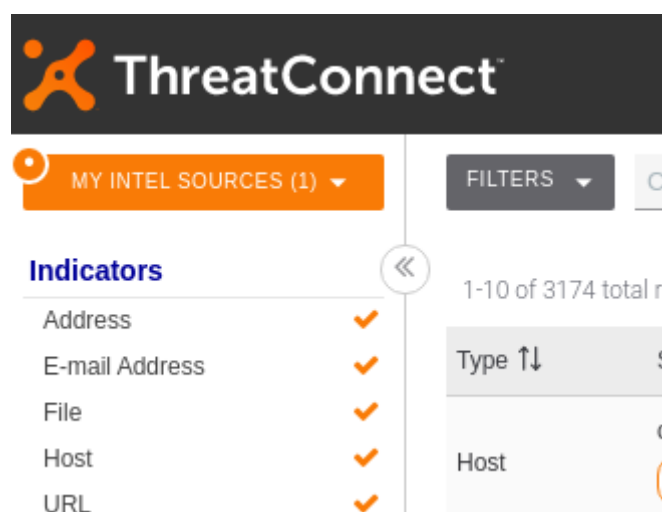 ThreatConnect
MY INTEL SOURCES (1)
FILTERS
Indicators
1-10 of 3174 total
Address
Type
E-mail Address
File
Host
Host
URL